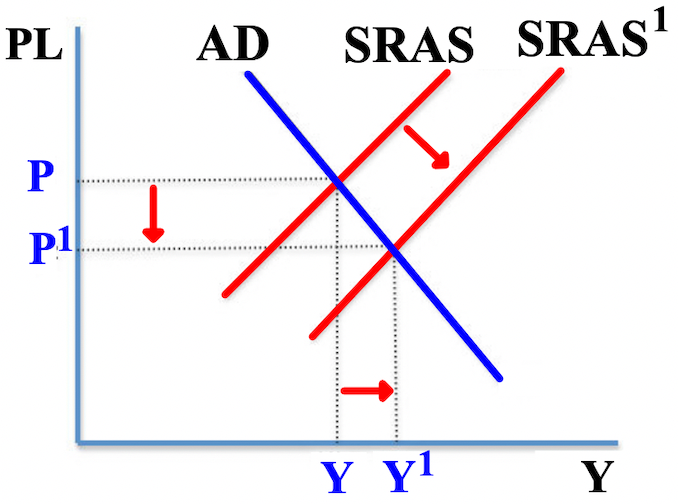 PL AD SRAS SRAS¹
P
P¹
Y Y¹ Y